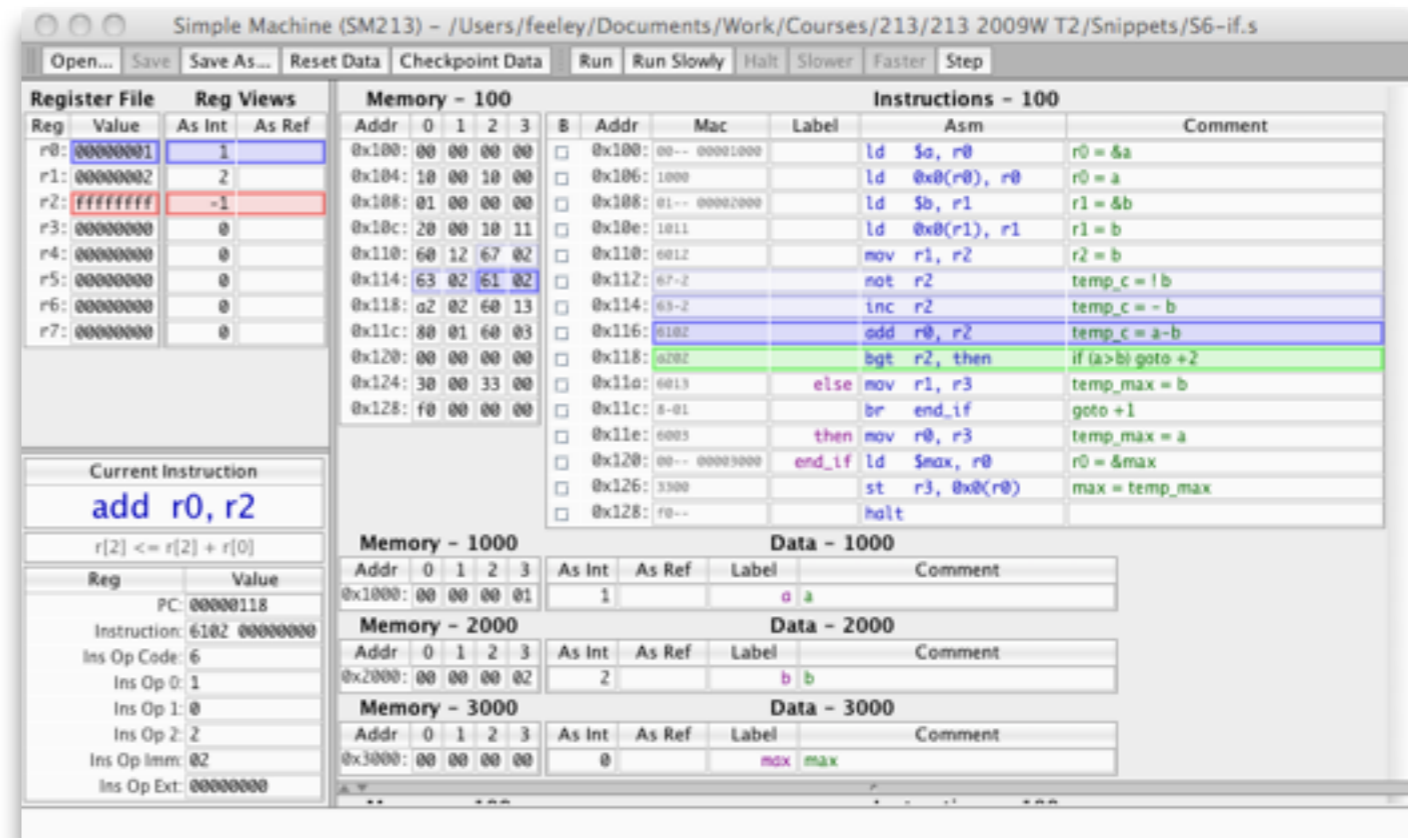 Simple Machine (SM213) – /Users/feeley/Documents/Work/Courses/213/213 2009W T2/Snippets/S6-if.s
Open... Save Save As... Reset Data Checkpoint Data Run Run Slowly Halt Slower Faster Step
Register File Reg Views
Reg Value As Int As Ref
r0: 00000001 1
r1: 00000002 2
r2: ffffffff -1
r3: 00000000 0
r4: 00000000 0
r5: 00000000 0
r6: 00000000 0
r7: 00000000 0
Current Instruction
add r0, r2
r[2] <= r[2] + r[0]
Reg Value
PC: 00000118
Instruction: 6102 00000000
Ins Op Code: 6
Ins Op 0: 1
Ins Op 1: 0
Ins Op 2: 2
Ins Op Imm: 02
Ins Op Ext: 00000000
Memory – 100
Addr 0 1 2 3
0x100: 00 00 00 00
0x104: 10 00 10 00
0x108: 01 00 00 00
0x10c: 20 00 10 11
0x110: 60 12 67 02
0x114: 63 02 61 02
0x118: a2 02 60 13
0x11c: 80 01 60 03
0x120: 00 00 00 00
0x124: 30 00 33 00
0x128: f0 00 00 00
Instructions – 100
B Addr Mac Label Asm Comment
0x100: 00-- 00001000 ld $a, r0 r0 = &a
0x106: 1000 ld 0x0(r0), r0 r0 = a
0x108: 01-- 00002000 ld $b, r1 r1 = &b
0x10e: 1011 ld 0x0(r1), r1 r1 = b
0x110: 6012 mov r1, r2 r2 = b
0x112: 67-2 not r2 temp_c = ! b
0x114: 63-2 inc r2 temp_c = - b
0x116: 6102 add r0, r2 temp_c = a-b
0x118: a202 bgt r2, then if (a>b) goto +2
0x11a: 6013 else mov r1, r3 temp_max = b
0x11c: 8-01 br end_if goto +1
0x11e: 6003 then mov r0, r3 temp_max = a
0x120: 00-- 00003000 end_if ld $max, r0 r0 = &max
0x126: 3300 st r3, 0x0(r0) max = temp_max
0x128: f0-- halt
Memory – 1000 Data – 1000
Addr 0 1 2 3 As Int As Ref Label Comment
0x1000: 00 00 00 01 1 a a
Memory – 2000 Data – 2000
Addr 0 1 2 3 As Int As Ref Label Comment
0x2000: 00 00 00 02 2 b b
Memory – 3000 Data – 3000
Addr 0 1 2 3 As Int As Ref Label Comment
0x3000: 00 00 00 00 0 max max